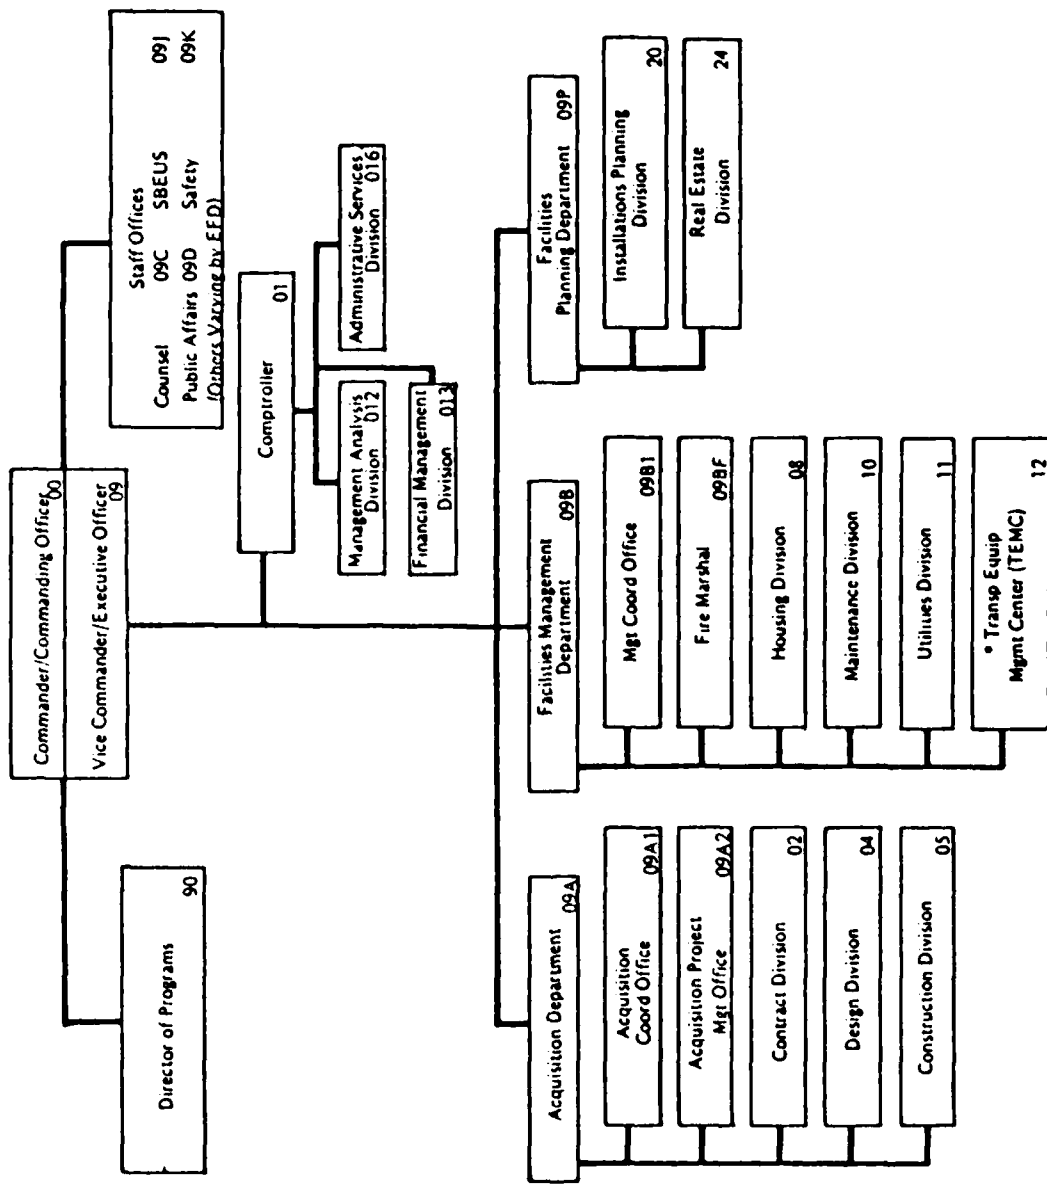 Commander/Commanding Officer 00
Vice Commander/Executive Officer 09
Director of Programs 90
Staff Offices
Counsel 09C SBEUS 09J
Public Affairs 09D Safety 09K
(Others Varying by EFD)
Comptroller 01
Management Analysis
Division 012
Administrative Services
Division 016
Financial Management
Division 013
Acquisition Department 09A
Acquisition
Coord Office 09A1
Acquisition Project
Mgt Office 09A2
Contract Division 02
Design Division 04
Construction Division 05
Facilities Management
Department 09B
Mgt Coord Office 09B1
Fire Marshal 09BF
Housing Division 08
Maintenance Division 10
Utilities Division 11
* Transp Equip
Mgmt Center (TEMC) 12
Facilities
Planning Department 09P
Installations Planning
Division 20
Real Estate
Division 24